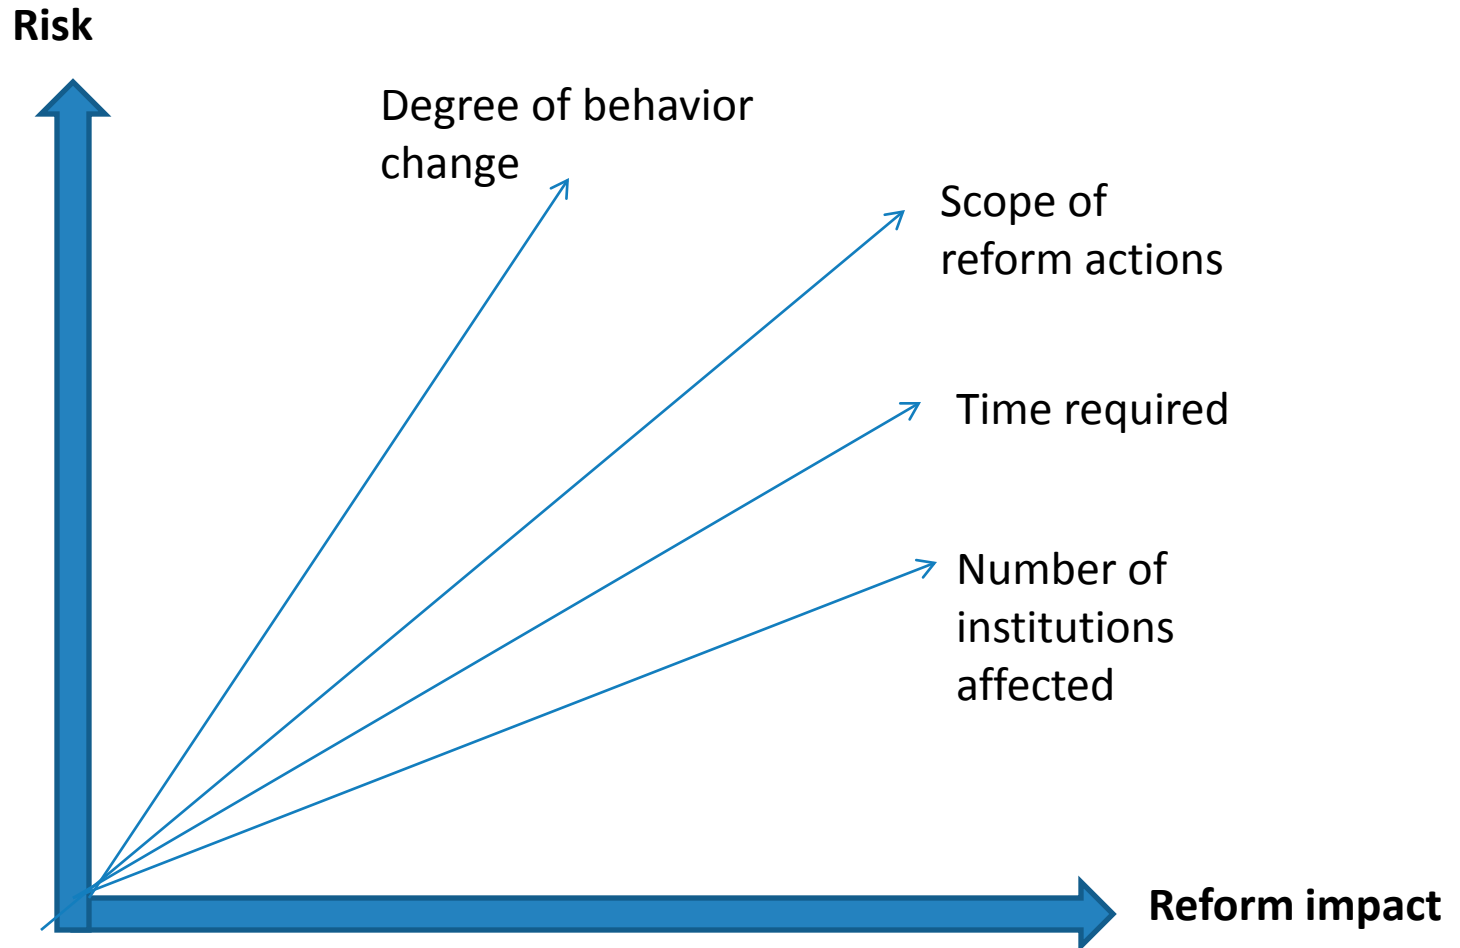 Risk
Degree of behavior
change
Scope of
reform actions
Time required
Number of
institutions
affected
Reform impact